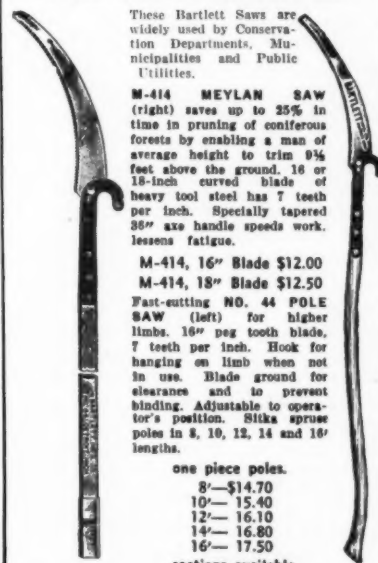 These Bartlett Saws are
widely used by Conserva-
tion Departments, Mu-
nicipalities and Public
Utilities.
M-414 MEYLAN SAW
(right) saves up to 25% in
time in pruning of coniferous
forests by enabling a man of
average height to trim 9½
feet above the ground. 16 or
18-inch curved blade of
heavy tool steel has 7 teeth
per inch. Specially tapered
36" axe handle speeds work.
lessens fatigue.
M-414, 16" Blade $12.00
M-414, 18" Blade $12.50
Fast-cutting NO. 44 POLE
SAW (left) for higher
limbs. 16" peg tooth blade,
7 teeth per inch. Hook for
hanging on limb when not
in use. Blade ground for
clearance and to prevent
binding. Adjustable to opera-
tor's position. Sitka spruce
poles in 8, 10, 12, 14 and 16'
lengths.
one piece poles.
8'—$14.70
10'— 15.40
12'— 16.10
14'— 16.80
16'— 17.50